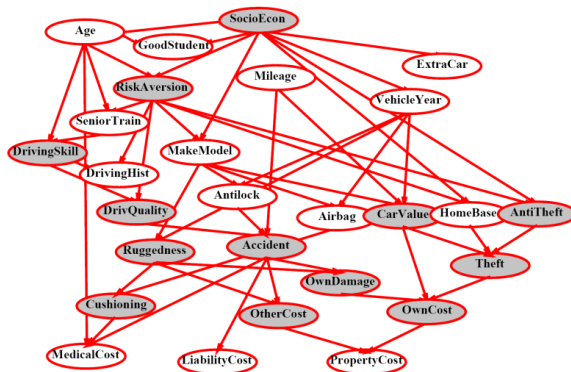 SocioEcon
Age
GoodStudent
ExtraCar
Mileage
RiskAversion
VehicleYear
SeniorTrain
MakeModel
DrivingSkill
DrivingHist
Antilock
DrivQuality
Airbag
CarValue
HomeBase
AntiTheft
Ruggedness
Accident
Theft
OwnDamage
Cushioning
OtherCost
OwnCost
MedicalCost
LiabilityCost
PropertyCost